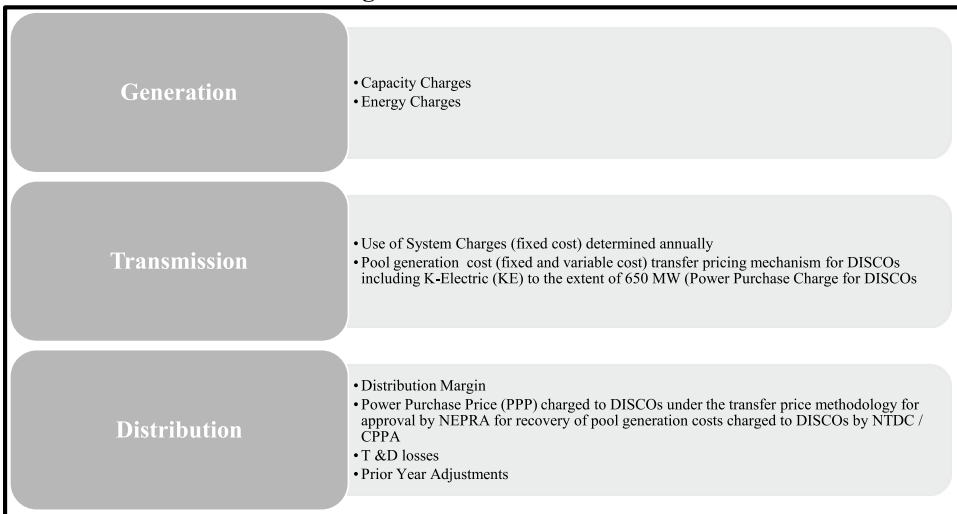 Generation
• Capacity Charges
• Energy Charges
Transmission
• Use of System Charges (fixed cost) determined annually
• Pool generation cost (fixed and variable cost) transfer pricing mechanism for DISCOs
including K-Electric (KE) to the extent of 650 MW (Power Purchase Charge for DISCOs
Distribution
• Distribution Margin
• Power Purchase Price (PPP) charged to DISCOs under the transfer price methodology for
approval by NEPRA for recovery of pool generation costs charged to DISCOs by NTDC /
CPPA
• T &D losses
• Prior Year Adjustments